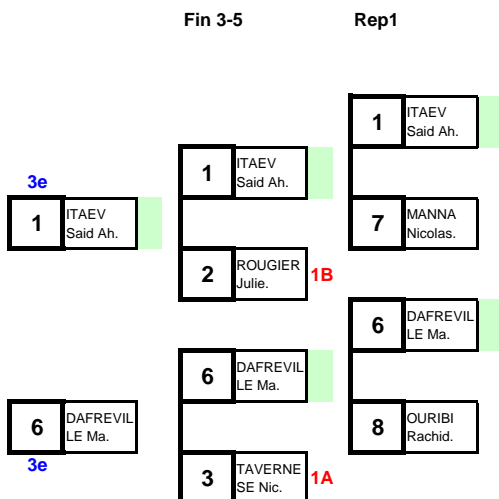 Fin 3-5
Rep1
3e
1
ITAEV
Said Ah.
6
DAFREVIL
LE Ma.
3e
1
ITAEV
Said Ah.
2
ROUGIER
Julie.
1B
6
DAFREVIL
LE Ma.
3
TAVERNE
SE Nic.
1A
1
ITAEV
Said Ah.
7
MANNA
Nicolas.
6
DAFREVIL
LE Ma.
8
OURIBI
Rachid.